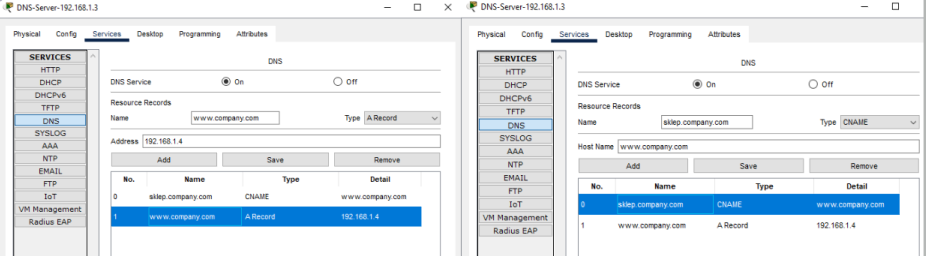 DNS-Server-192.168.1.3
Physical Config Services Desktop Programming Attributes
SERVICES
HTTP
DHCP
DHCPv6
TFTP
DNS
SYSLOG
AAA
NTP
EMAIL
FTP
IoT
VM Management
Radius EAP
DNS
DNS Service On Off
Resource Records
Name www.company.com Type A Record
Address 192.168.1.4
Add Save Remove
No. Name Type Detail
0 sklep.company.com CNAME www.company.com
1 www.company.com A Record 192.168.1.4
DNS-Server-192.168.1.3
Physical Config Services Desktop Programming Attributes
SERVICES
HTTP
DHCP
DHCPv6
TFTP
DNS
SYSLOG
AAA
NTP
EMAIL
FTP
IoT
VM Management
Radius EAP
DNS
DNS Service On Off
Resource Records
Name sklep.company.com Type CNAME
Host Name www.company.com
Add Save Remove
No. Name Type Detail
0 sklep.company.com CNAME www.company.com
1 www.company.com A Record 192.168.1.4